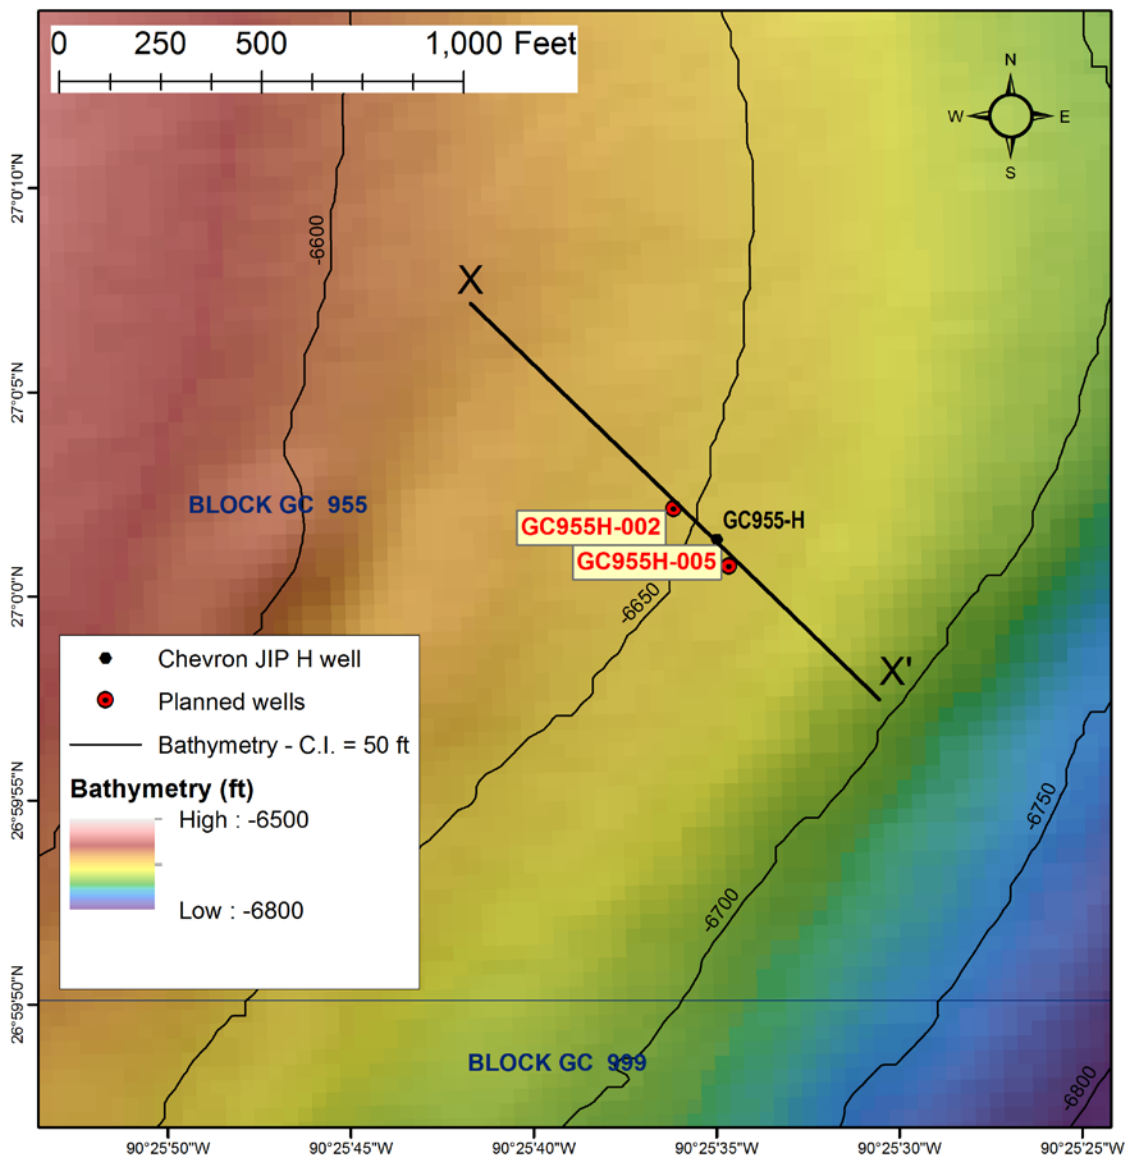 0 250 500 1,000 Feet
N
W E
S
27°0'10"N
-6600
X
27°0'5"N
BLOCK GC 955
GC955H-002
GC955-H
GC955H-005
27°0'0"N
-6650
X'
Chevron JIP H well
Planned wells
Bathymetry - C.I. = 50 ft
Bathymetry (ft)
High : -6500
Low : -6800
26°59'55"N
-6750
-6700
26°59'50"N
BLOCK GC 999
-6800
90°25'50"W 90°25'45"W 90°25'40"W 90°25'35"W 90°25'30"W 90°25'25"W